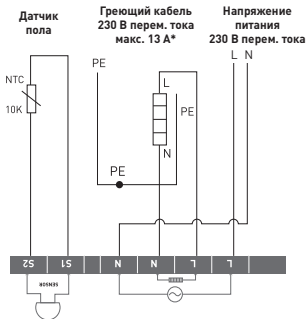 Датчик
пола
Греющий кабель
230 В перем. тока
макс. 13 А*
Напряжение
питания
230 В перем. тока
L N
NTC
10K
PE
L
PE
N
PE
S2 S1 N N L L
SENSOR